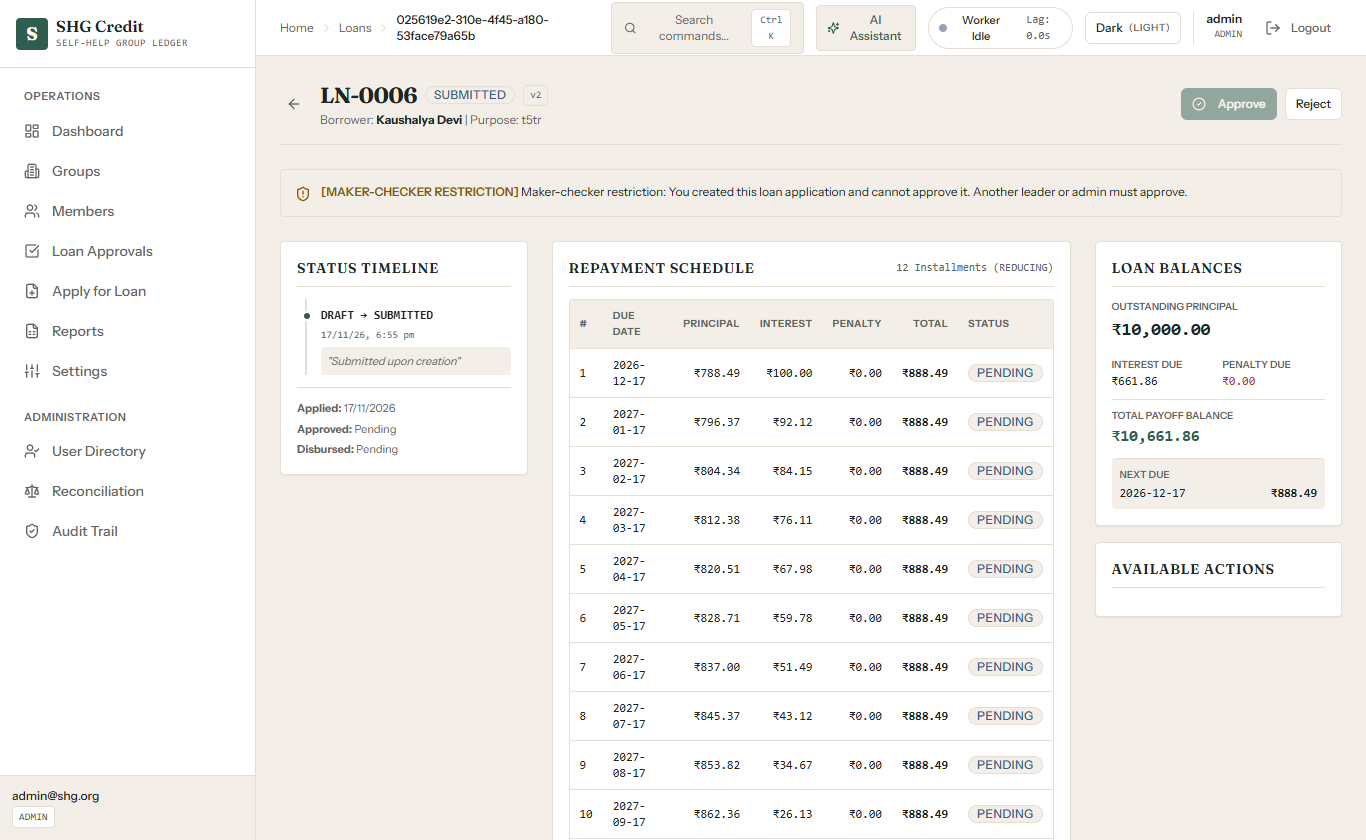 S
SHG Credit
SELF-HELP GROUP LEDGER
OPERATIONS
Dashboard
Groups
Members
Loan Approvals
Apply for Loan
Reports
Settings
ADMINISTRATION
User Directory
Reconciliation
Audit Trail
admin@shg.org
ADMIN
Home
Loans
025619e2-310e-4f45-a180-
53face79a65b
Search
commands...
Ctrl
K
AI
Assistant
Worker
Idle
Lag:
0.0s
Dark (LIGHT)
admin
ADMIN
Logout
LN-0006 SUBMITTED v2
Borrower: Kaushalya Devi | Purpose: t5tr
Approve
Reject
[MAKER-CHECKER RESTRICTION] Maker-checker restriction: You created this loan application and cannot approve it. Another leader or admin must approve.
STATUS TIMELINE
DRAFT → SUBMITTED
17/11/26, 6:55 pm
"Submitted upon creation"
Applied: 17/11/2026
Approved: Pending
Disbursed: Pending
REPAYMENT SCHEDULE
12 Installments (REDUCING)
# DUE DATE PRINCIPAL INTEREST PENALTY TOTAL STATUS
1 2026-12-17 ₹788.49 ₹100.00 ₹0.00 ₹888.49 PENDING
2 2027-01-17 ₹796.37 ₹92.12 ₹0.00 ₹888.49 PENDING
3 2027-02-17 ₹804.34 ₹84.15 ₹0.00 ₹888.49 PENDING
4 2027-03-17 ₹812.38 ₹76.11 ₹0.00 ₹888.49 PENDING
5 2027-04-17 ₹820.51 ₹67.98 ₹0.00 ₹888.49 PENDING
6 2027-05-17 ₹828.71 ₹59.78 ₹0.00 ₹888.49 PENDING
7 2027-06-17 ₹837.00 ₹51.49 ₹0.00 ₹888.49 PENDING
8 2027-07-17 ₹845.37 ₹43.12 ₹0.00 ₹888.49 PENDING
9 2027-08-17 ₹853.82 ₹34.67 ₹0.00 ₹888.49 PENDING
10 2027-09-17 ₹862.36 ₹26.13 ₹0.00 ₹888.49 PENDING
LOAN BALANCES
OUTSTANDING PRINCIPAL
₹10,000.00
INTEREST DUE PENALTY DUE
₹661.86 ₹0.00
TOTAL PAYOFF BALANCE
₹10,661.86
NEXT DUE
2026-12-17 ₹888.49
AVAILABLE ACTIONS